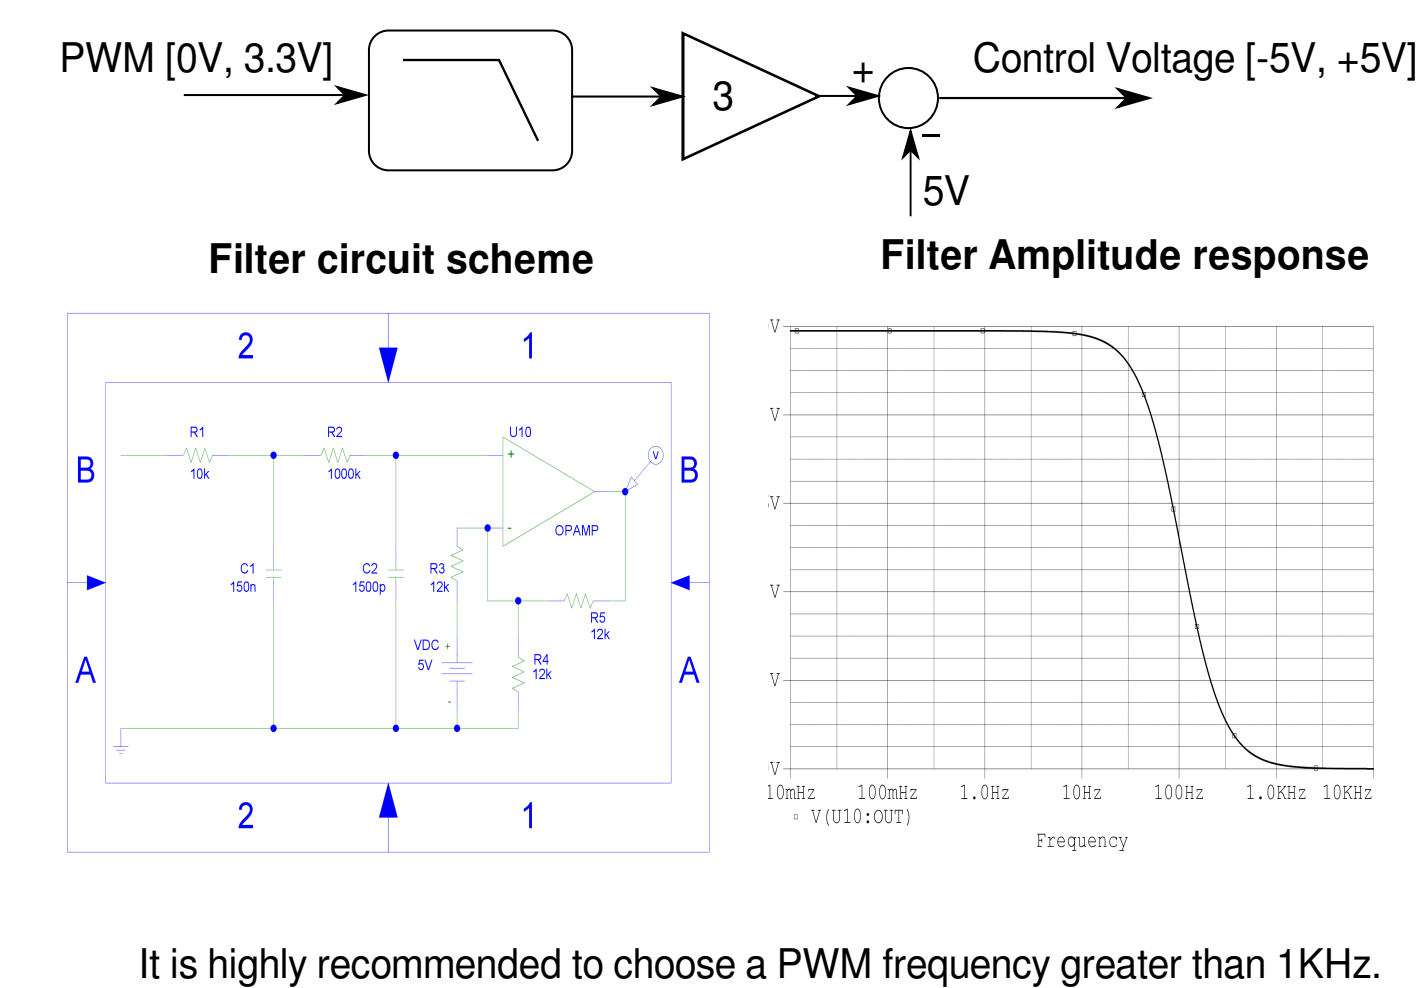 PWM [0V, 3.3V]
3
+
−
5V
Control Voltage [-5V, +5V]
Filter circuit scheme
Filter Amplitude response
2
1
B
B
A
A
R1
10k
R2
1000k
U10
+
-
V
OPAMP
C1
150n
C2
1500p
R3
12k
R5
12k
VDC +
5V
-
R4
12k
2
1
V
V
V
V
V
V
10mHz 100mHz 1.0Hz 10Hz 100Hz 1.0KHz 10KHz
V(U10:OUT)
Frequency
It is highly recommended to choose a PWM frequency greater than 1KHz.